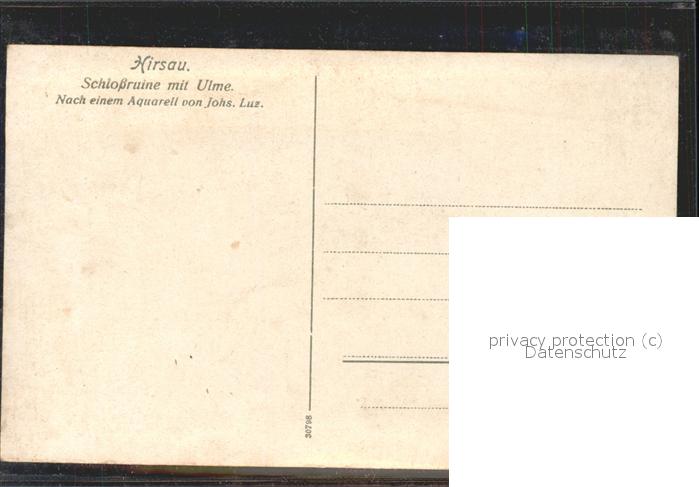 Hirsau.
Schloßruine mit Ulme.
Nach einem Aquarell von Johs. Luz.
30798
privacy protection (c)
Datenschutz